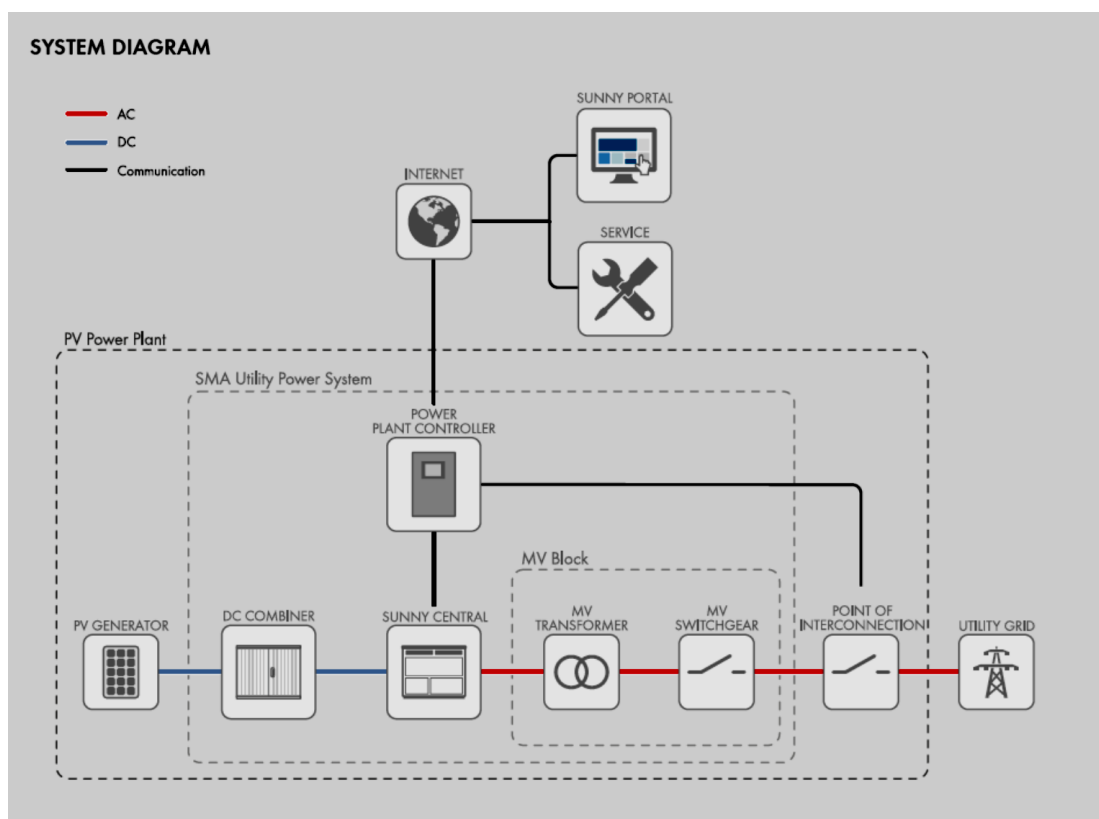 SYSTEM DIAGRAM
AC
DC
Communication
SUNNY PORTAL
INTERNET
SERVICE
PV Power Plant
SMA Utility Power System
POWER
PLANT CONTROLLER
MV Block
PV GENERATOR
DC COMBINER
SUNNY CENTRAL
MV
TRANSFORMER
MV
SWITCHGEAR
POINT OF
INTERCONNECTION
UTILITY GRID